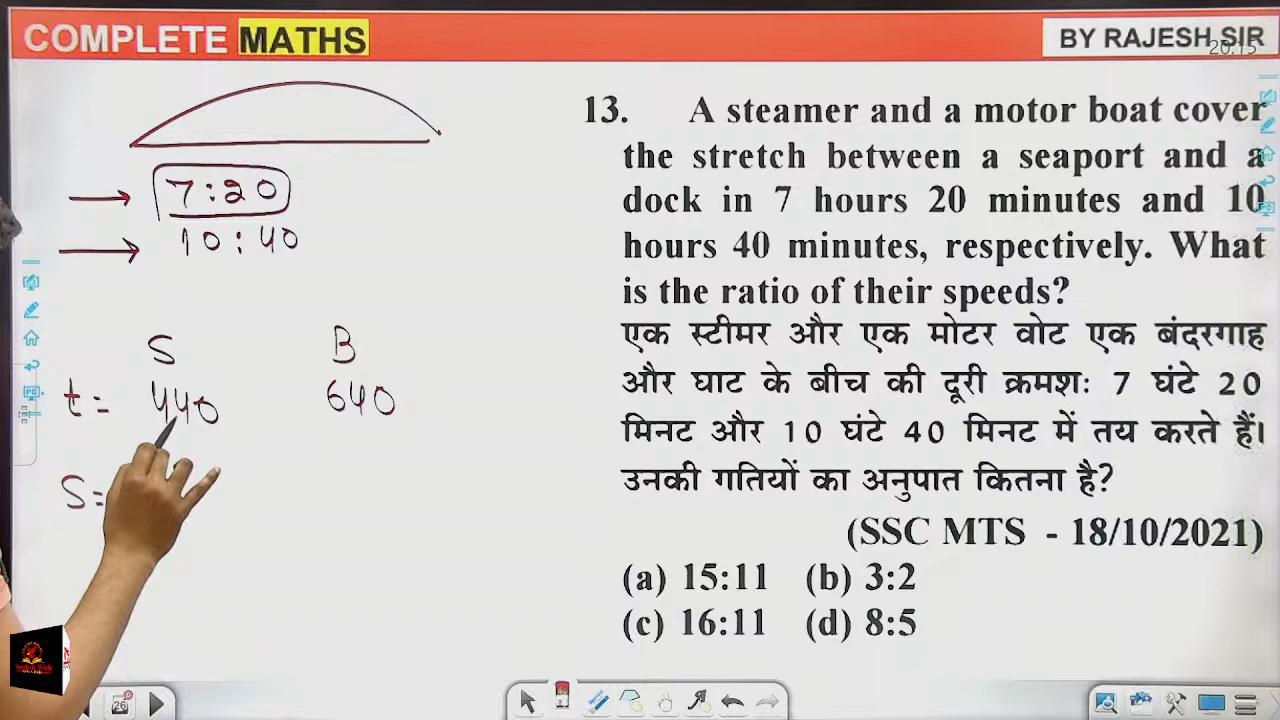 COMPLETE MATHS
BY RAJESH SIR
20:15
7:20
10:40
S B
t = 440 640
S =
13. A steamer and a motor boat cover
the stretch between a seaport and a
dock in 7 hours 20 minutes and 10
hours 40 minutes, respectively. What
is the ratio of their speeds?
एक स्टीमर और एक मोटर वोट एक बंदरगाह
और घाट के बीच की दूरी क्रमशः 7 घंटे 20
मिनट और 10 घंटे 40 मिनट में तय करते हैं।
उनकी गतियों का अनुपात कितना है?
(SSC MTS - 18/10/2021)
(a) 15:11 (b) 3:2
(c) 16:11 (d) 8:5
26